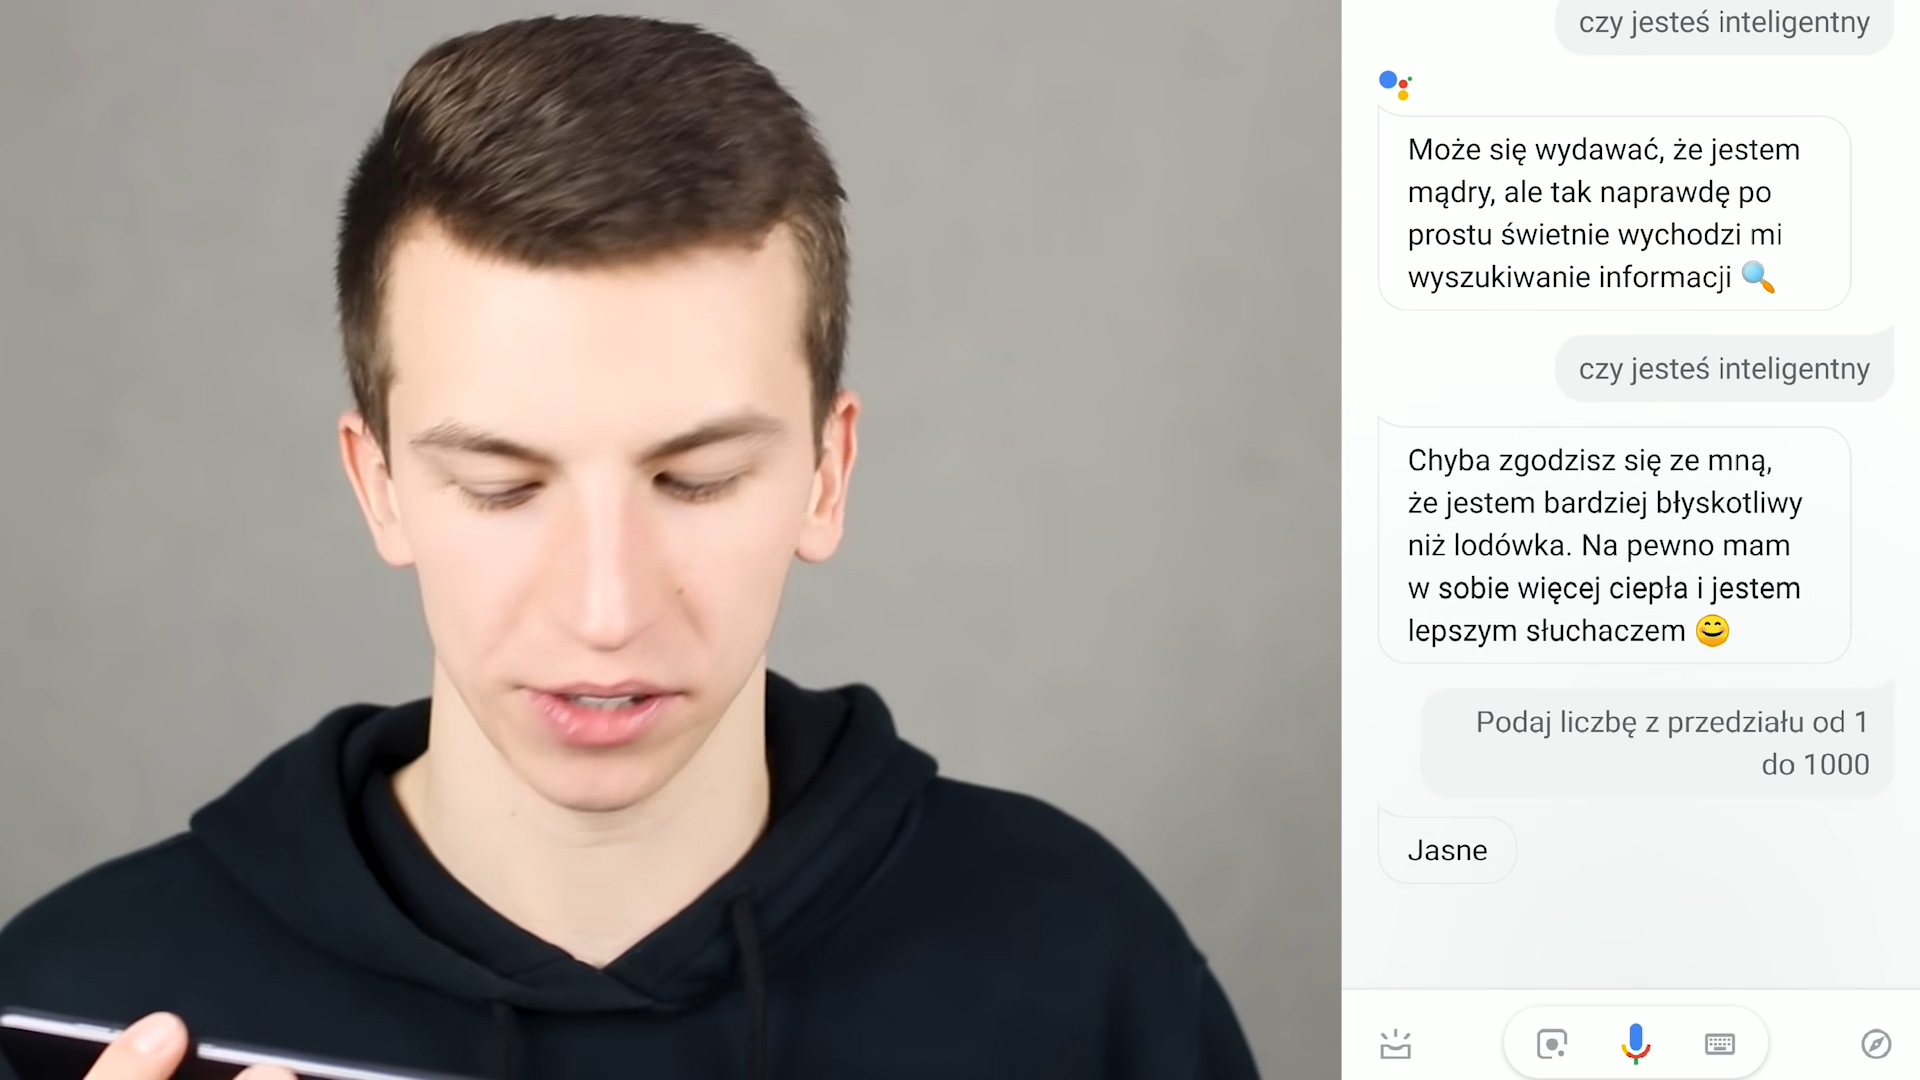 czy jesteś inteligentny
Może się wydawać, że jestem
mądry, ale tak naprawdę po
prostu świetnie wychodzi mi
wyszukiwanie informacji 🔍
czy jesteś inteligentny
Chyba zgodzisz się ze mną,
że jestem bardziej błyskotliwy
niż lodówka. Na pewno mam
w sobie więcej ciepła i jestem
lepszym słuchaczem 😊
Podaj liczbę z przedziału od 1
do 1000
Jasne